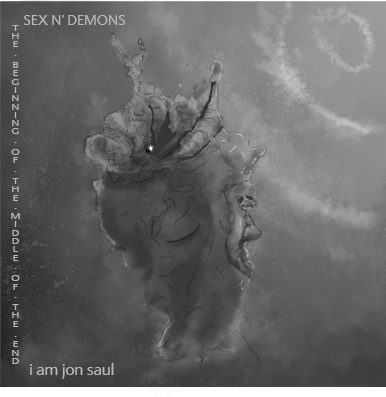 SEX N' DEMONS
THE · BEGINNING · OF · THE · MIDDLE · OF · THE · END
i am jon saul